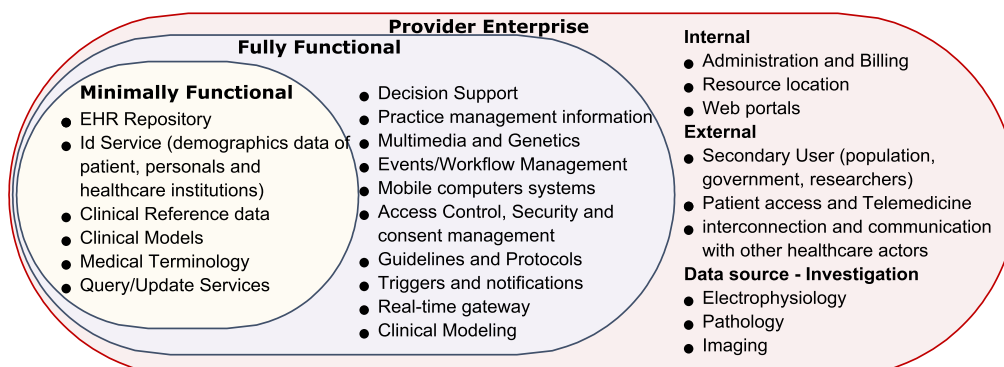 Provider Enterprise
Fully Functional
Minimally Functional
● EHR Repository
● Id Service (demographics data of
patient, personals and
healthcare institutions)
● Clinical Reference data
● Clinical Models
● Medical Terminology
● Query/Update Services
● Decision Support
● Practice management information
● Multimedia and Genetics
● Events/Workflow Management
● Mobile computers systems
● Access Control, Security and
consent management
● Guidelines and Protocols
● Triggers and notifications
● Real-time gateway
● Clinical Modeling
Internal
● Administration and Billing
● Resource location
● Web portals
External
● Secondary User (population,
government, researchers)
● Patient access and Telemedicine
● interconnection and communication
with other healthcare actors
Data source - Investigation
● Electrophysiology
● Pathology
● Imaging